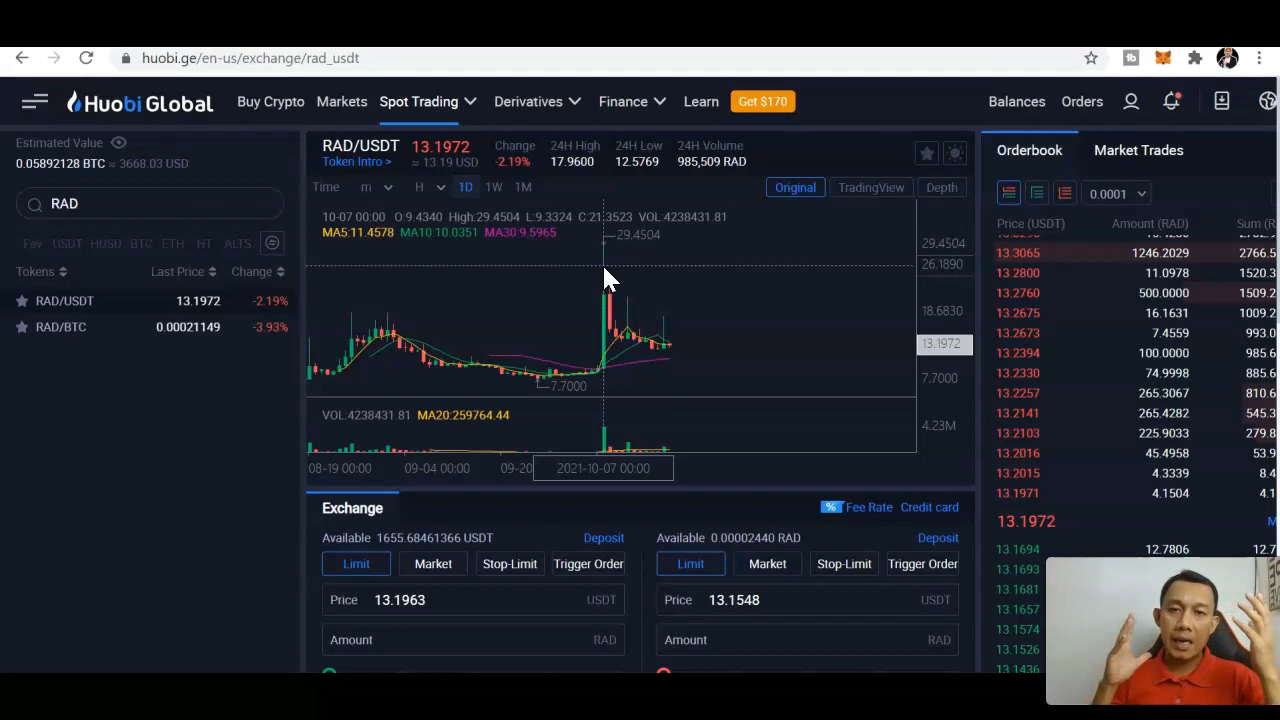 huobi.ge/en-us/exchange/rad_usdt
Huobi Global Buy Crypto Markets Spot Trading Derivatives Finance Learn Get $170 Balances Orders
Estimated Value
0.05892128 BTC ≈ 3668.03 USD
RAD
Fav USDT HUSD BTC ETH HT ALTS
Tokens Last Price Change
RAD/USDT 13.1972 -2.19%
RAD/BTC 0.00021149 -3.93%
RAD/USDT 13.1972 Change 24H High 24H Low 24H Volume
Token Intro > ≈ 13.19 USD -2.19% 17.9600 12.5769 985,509 RAD
Time m H 1D 1W 1M Original TradingView Depth
10-07 00:00 O:9.4340 High:29.4504 L:9.3324 C:21.3523 VOL:4238431.81
MA5:11.4578 MA10:10.0351 MA30:9.5965
29.4504
29.4504
26.1890
18.6830
13.1972
7.7000
7.7000
VOL:4238431.81 MA20:259764.44
4.23M
08-19 00:00 09-04 00:00 09-20 2021-10-07 00:00
Exchange % Fee Rate Credit card
Available 1655.68461366 USDT Deposit Available 0.00002440 RAD Deposit
Limit Market Stop-Limit Trigger Order Limit Market Stop-Limit Trigger Order
Price 13.1963 USDT Price 13.1548 USDT
Amount RAD Amount RAD
Orderbook Market Trades
0.0001
Price (USDT) Amount (RAD) Sum (R
13.3065 1246.2029 2766.5
13.2800 11.0978 1520.3
13.2760 500.0000 1509.2
13.2675 16.1631 1009.2
13.2673 7.4559 993.0
13.2394 100.0000 985.6
13.2330 74.9998 885.6
13.2257 265.3067 810.6
13.2141 265.4282 545.3
13.2103 225.9033 279.8
13.2016 45.4958 53.9
13.2015 4.3339 8.4
13.1971 4.1504 4.1
13.1972 M
13.1694 12.7806 12.7
13.1693
13.1681
13.1657
13.1574
13.1526
13.1436